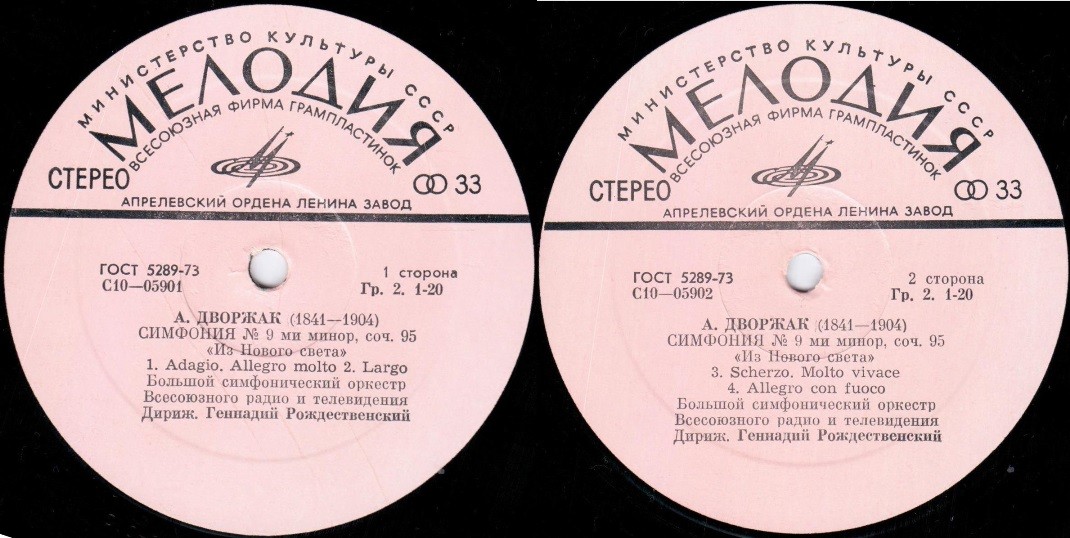 МИНИСТЕРСТВО КУЛЬТУРЫ СССР
МЕЛОДИЯ
ВСЕСОЮЗНАЯ ФИРМА ГРАМПЛАСТИНОК
СТЕРЕО 33
АПРЕЛЕВСКИЙ ОРДЕНА ЛЕНИНА ЗАВОД
ГОСТ 5289-73 1 сторона
С10—05901 Гр. 2. 1-20
А. ДВОРЖАК (1841—1904)
СИМФОНИЯ № 9 ми минор, соч. 95
«Из Нового света»
1. Adagio. Allegro molto 2. Largo
Большой симфонический оркестр
Всесоюзного радио и телевидения
Дириж. Геннадий Рождественский
МИНИСТЕРСТВО КУЛЬТУРЫ СССР
МЕЛОДИЯ
ВСЕСОЮЗНАЯ ФИРМА ГРАМПЛАСТИНОК
СТЕРЕО 33
АПРЕЛЕВСКИЙ ОРДЕНА ЛЕНИНА ЗАВОД
ГОСТ 5289-73 2 сторона
С10—05902 Гр. 2. 1-20
А. ДВОРЖАК (1841—1904)
СИМФОНИЯ № 9 ми минор, соч. 95
«Из Нового света»
3. Scherzo. Molto vivace
4. Allegro con fuoco
Большой симфонический оркестр
Всесоюзного радио и телевидения
Дириж. Геннадий Рождественский